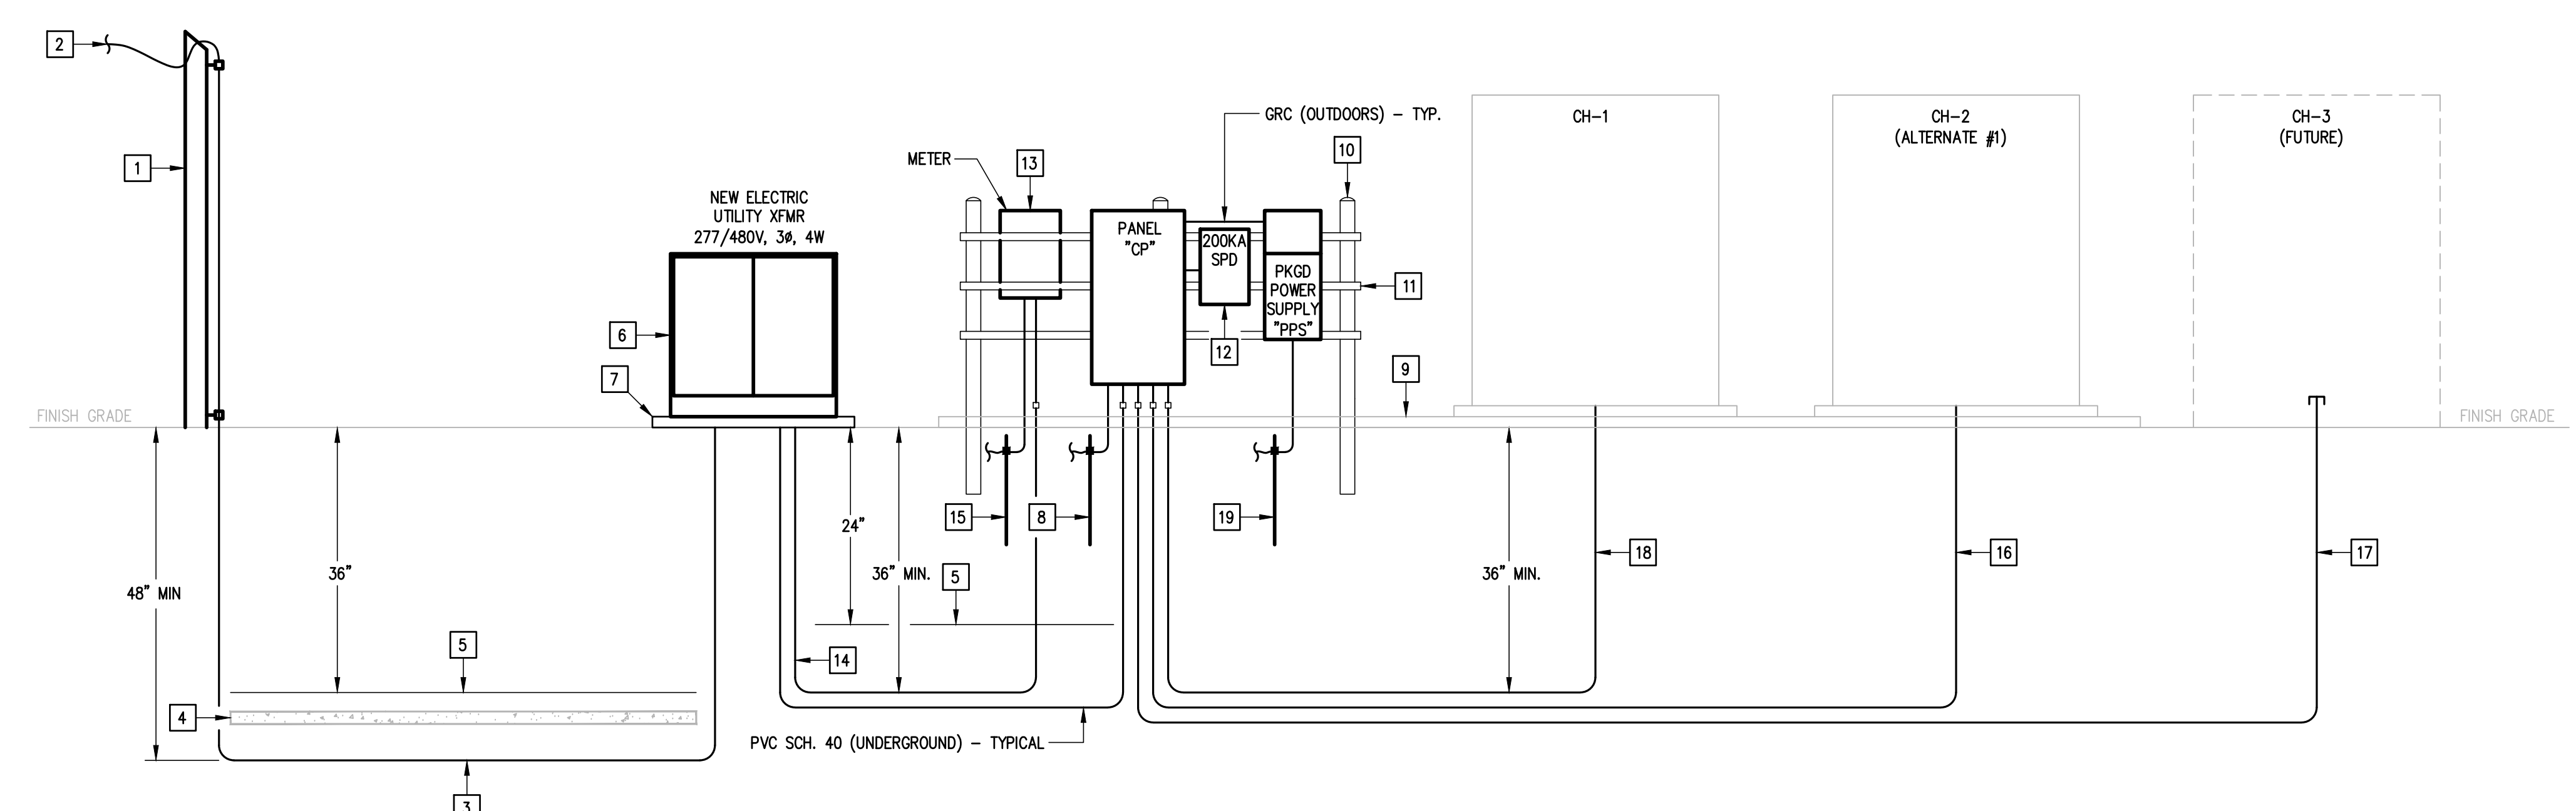 2
1
FINISH GRADE
48” MIN
36”
5
4
3
NEW ELECTRIC
UTILITY XFMR
277/480V, 3ø, 4W
6
7
METER
13
GRC (OUTDOORS) – TYP.
10
PANEL
"CP"
200KA
SPD
PKGD
POWER
SUPPLY
"PPS"
11
12
9
24”
36” MIN.
5
14
15
8
19
PVC SCH. 40 (UNDERGROUND) – TYPICAL
CH–1
CH–2
(ALTERNATE #1)
CH–3
(FUTURE)
36” MIN.
18
16
17
FINISH GRADE